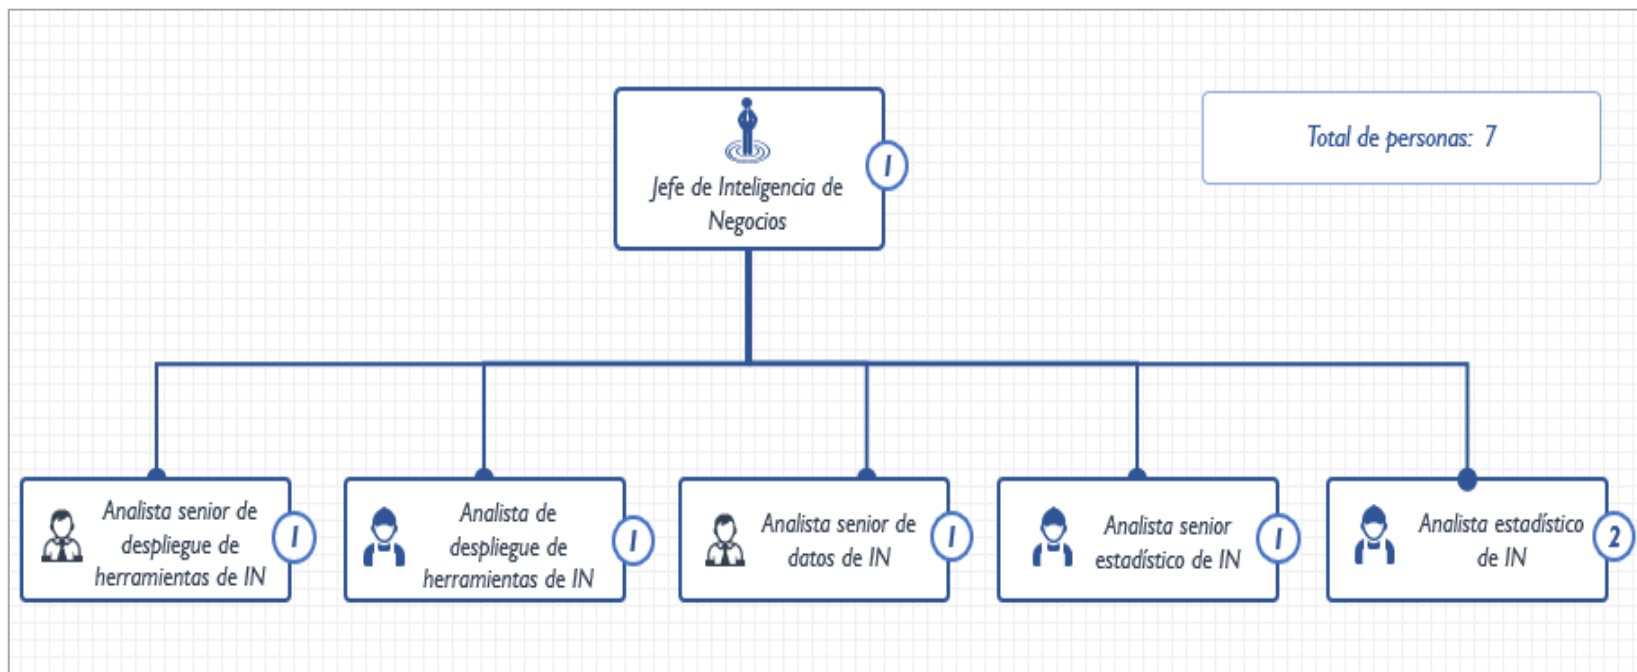 Jefe de Inteligencia de
Negocios
1
Total de personas: 7
Analista senior de
despliegue de
herramientas de IN
1
Analista de
despliegue de
herramientas de IN
1
Analista senior de
datos de IN
1
Analista senior
estadístico de IN
1
Analista estadístico
de IN
2